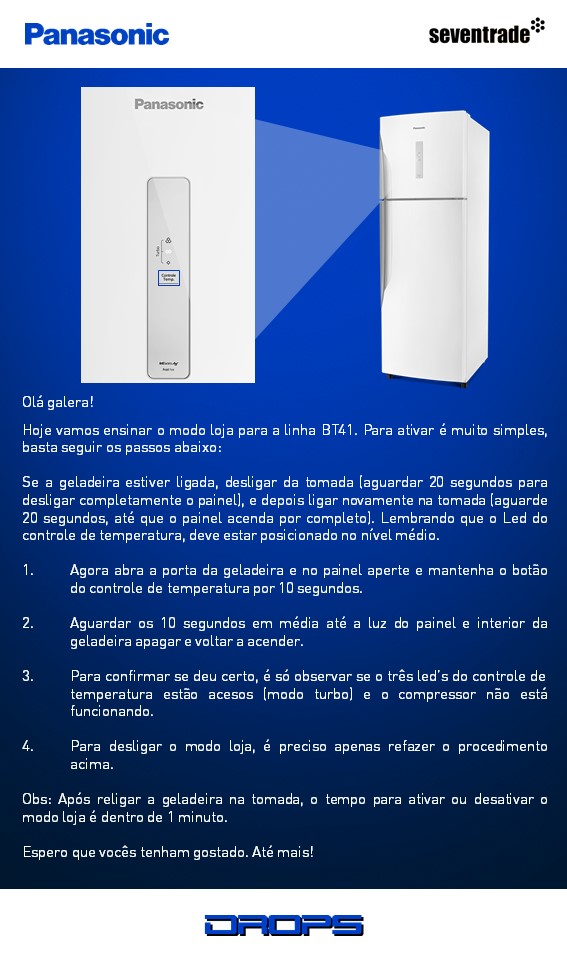 Panasonic
seventrade
Panasonic
Panasonic
Turbo
Controle
Temp.
Olá galera!
Hoje vamos ensinar o modo loja para a linha BT41. Para ativar é muito simples,
basta seguir os passos abaixo:
Se a geladeira estiver ligada, desligar da tomada (aguardar 20 segundos para
desligar completamente o painel), e depois ligar novamente na tomada (aguarde
20 segundos, até que o painel acenda por completo). Lembrando que o Led do
controle de temperatura, deve estar posicionado no nível médio.
1. Agora abra a porta da geladeira e no painel aperte e mantenha o botão
do controle de temperatura por 10 segundos.
2. Aguardar os 10 segundos em média até a luz do painel e interior da
geladeira apagar e voltar a acender.
3. Para confirmar se deu certo, é só observar se o três led's do controle de
temperatura estão acesos (modo turbo) e o compressor não está
funcionando.
4. Para desligar o modo loja, é preciso apenas refazer o procedimento
acima.
Obs: Após religar a geladeira na tomada, o tempo para ativar ou desativar o
modo loja é dentro de 1 minuto.
Espero que vocês tenham gostado. Até mais!
DROPS